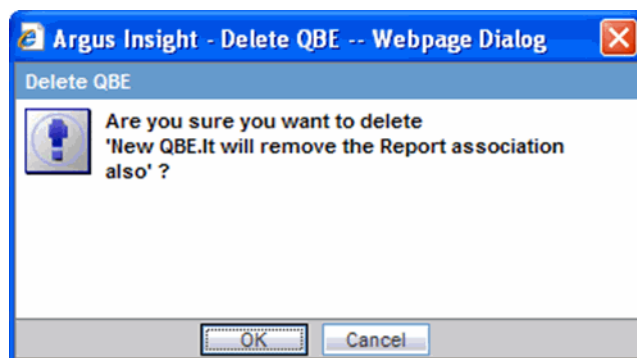 Argus Insight - Delete QBE -- Webpage Dialog
Delete QBE
Are you sure you want to delete
'New QBE.It will remove the Report association
also' ?
OK
Cancel